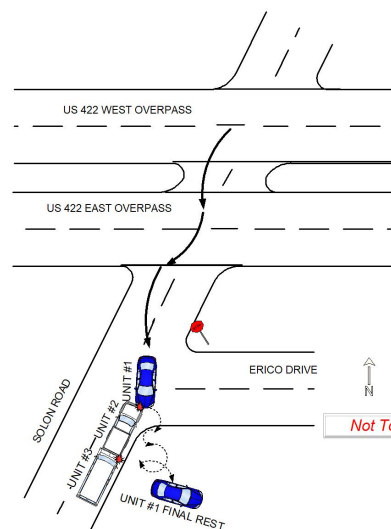 US 422 WEST OVERPASS
US 422 EAST OVERPASS
UNIT #1
ERICO DRIVE
N
SOLON ROAD
UNIT #2
Not To
UNIT #3
UNIT #1 FINAL REST